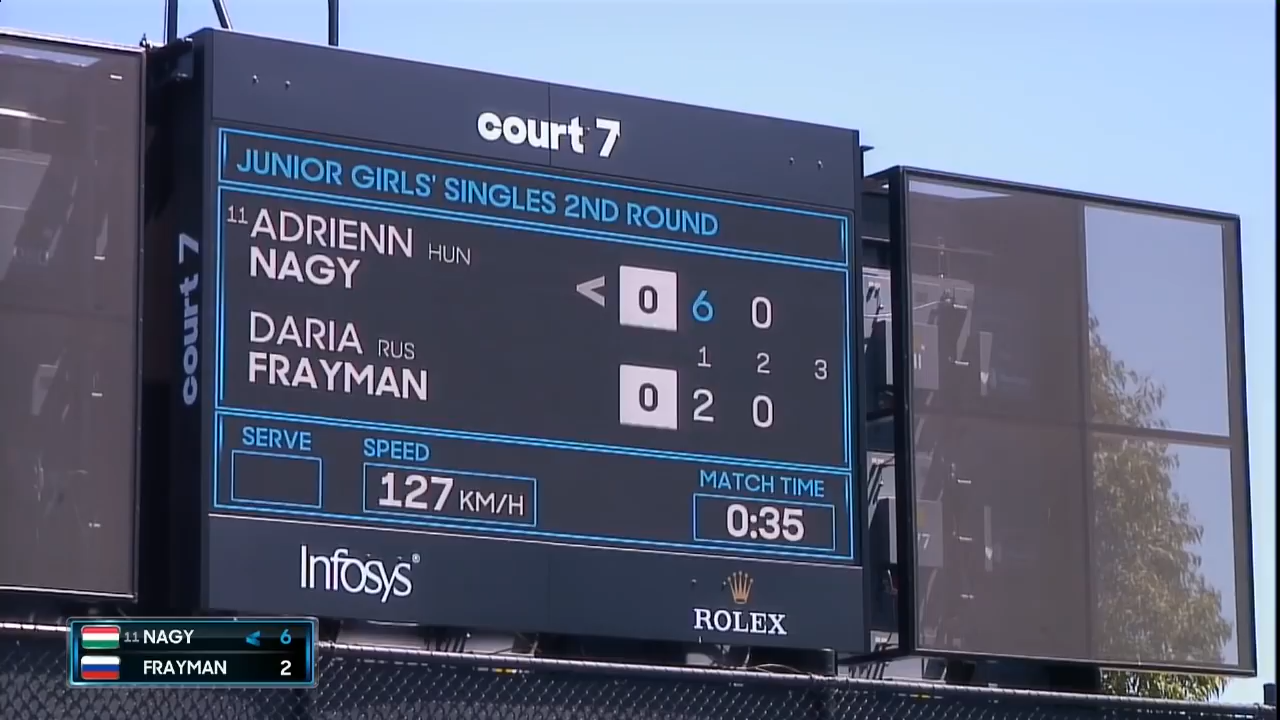 court 7
court 7
JUNIOR GIRLS' SINGLES 2ND ROUND
11 ADRIENN HUN
NAGY
< 0 6 0
1 2 3
DARIA RUS
FRAYMAN
0 2 0
SERVE
SPEED
127 KM/H
MATCH TIME
0:35
Infosys®
ROLEX
11 NAGY < 6
FRAYMAN 2